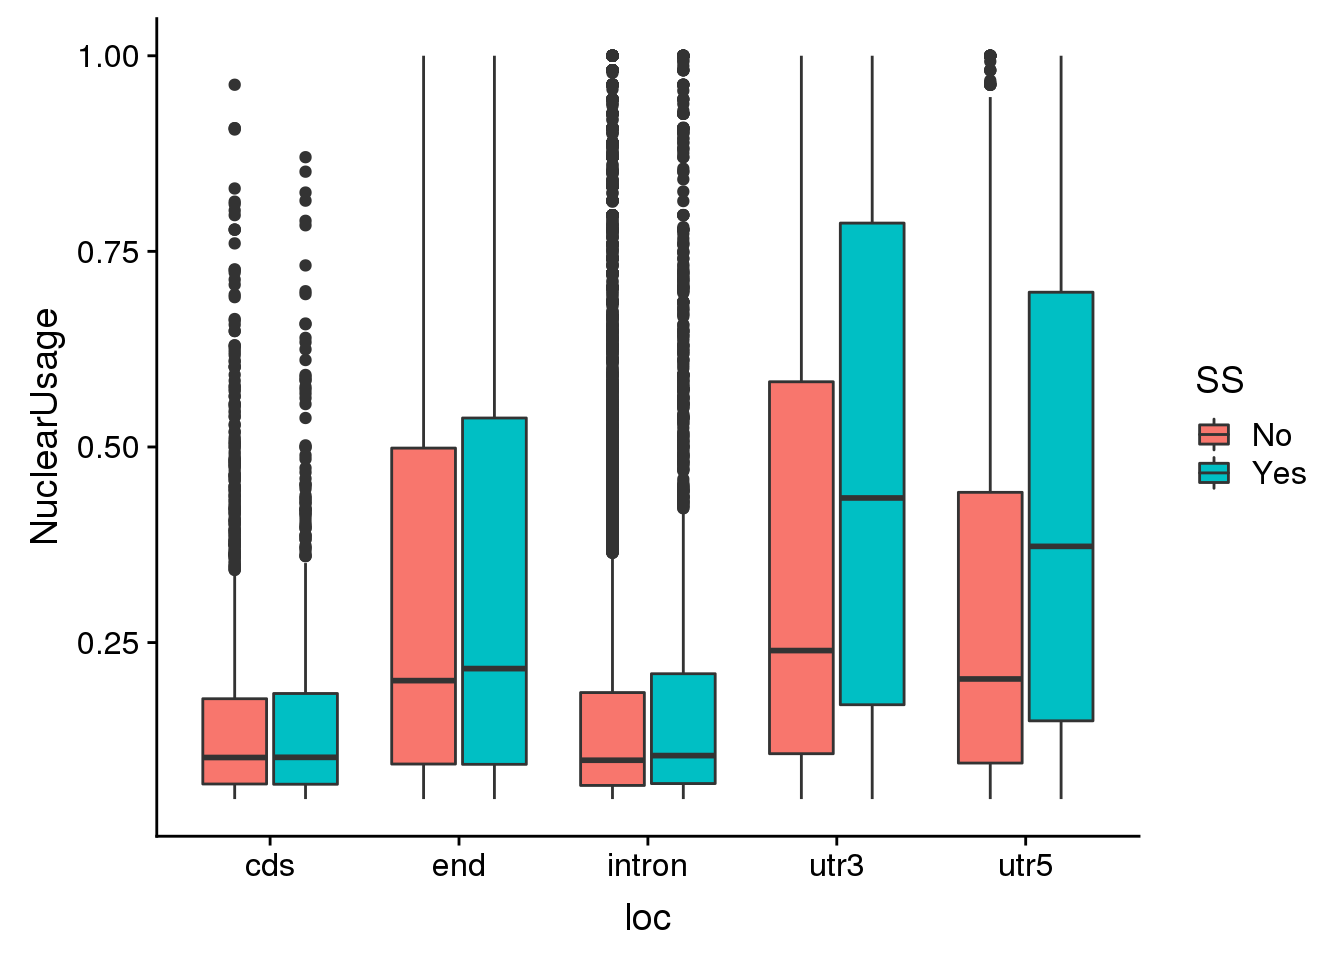 1.00
0.75
0.50
0.25
NuclearUsage
cds end intron utr3 utr5
loc
SS
No
Yes